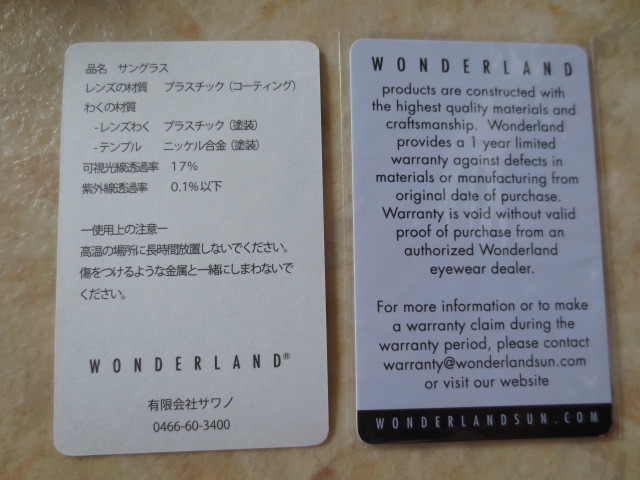 品名　サングラス
レンズの材質　プラスチック（コーティング）
わくの材質
-レンズわく　プラスチック（塗装）
-テンプル　ニッケル合金（塗装）
可視光線透過率　17%
紫外線透過率　0.1%以下
—使用上の注意—
高温の場所に長時間放置しないでください。
傷をつけるような金属と一緒にしまわないで
ください。
WONDERLAND®
有限会社サワノ
0466-60-3400
WONDERLAND
products are constructed with
the highest quality materials and
craftsmanship. Wonderland
provides a 1 year limited
warranty against defects in
materials or manufacturing from
original date of purchase.
Warranty is void without valid
proof of purchase from an
authorized Wonderland
eyewear dealer.
For more information or to make
a warranty claim during the
warranty period, please contact
warranty@wonderlandsun.com
or visit our website
WONDERLANDSUN.COM